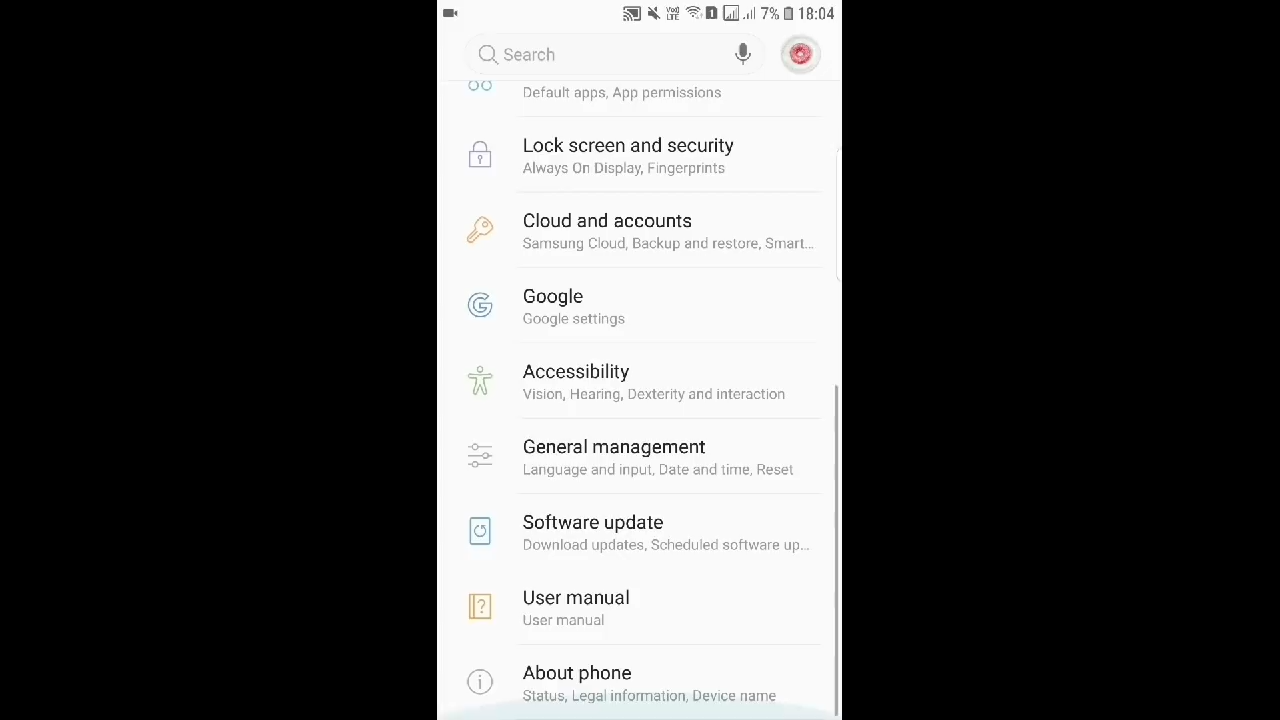 7% 18:04
Search
Default apps, App permissions
Lock screen and security
Always On Display, Fingerprints
Cloud and accounts
Samsung Cloud, Backup and restore, Smart...
Google
Google settings
Accessibility
Vision, Hearing, Dexterity and interaction
General management
Language and input, Date and time, Reset
Software update
Download updates, Scheduled software up...
User manual
User manual
About phone
Status, Legal information, Device name